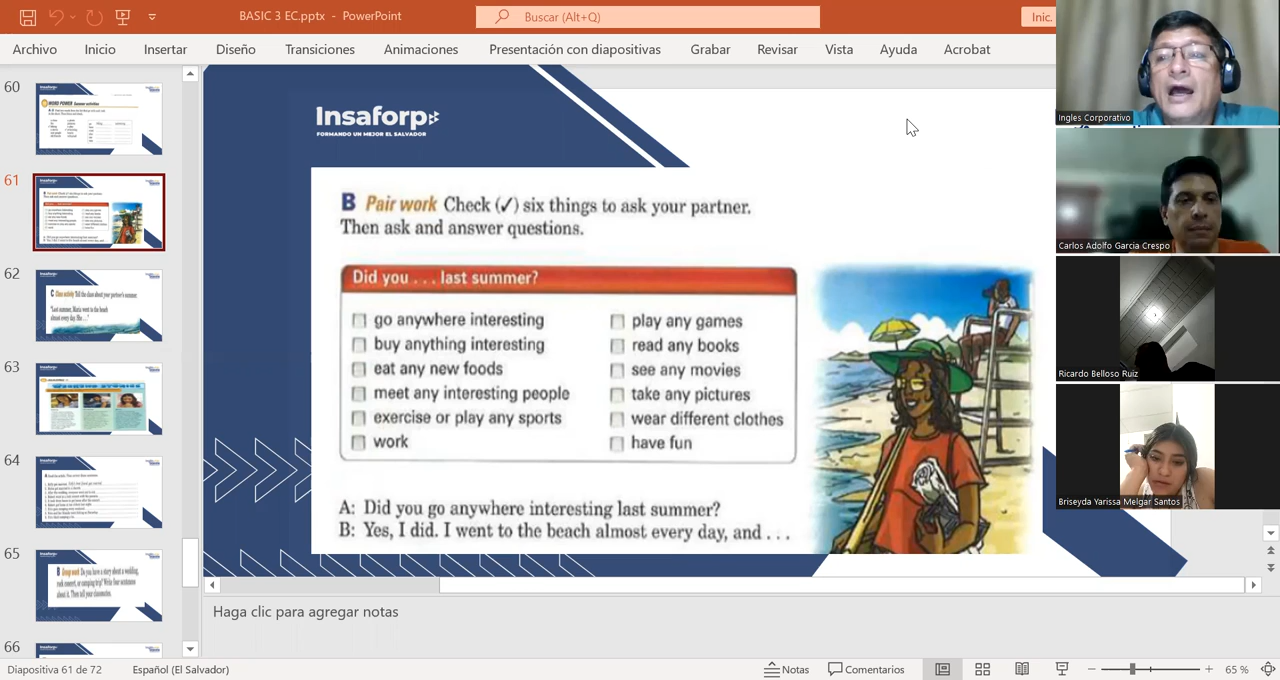 BASIC 3 EC.pptx - PowerPoint
Buscar (Alt+Q)
Inic.
Archivo Inicio Insertar Diseño Transiciones Animaciones Presentación con diapositivas Grabar Revisar Vista Ayuda Acrobat
60
61
62
63
64
65
66
Insaforp
FORMANDO UN MEJOR EL SALVADOR
B Pair work Check (✓) six things to ask your partner.
Then ask and answer questions.
Did you . . . last summer?
go anywhere interesting
buy anything interesting
eat any new foods
meet any interesting people
exercise or play any sports
work
play any games
read any books
see any movies
take any pictures
wear different clothes
have fun
A: Did you go anywhere interesting last summer?
B: Yes, I did. I went to the beach almost every day, and . . .
Ingles Corporativo
Carlos Adolfo Garcia Crespo
Ricardo Belloso Ruiz
Briseyda Yarissa Melgar Santos
Haga clic para agregar notas
Diapositiva 61 de 72
Español (El Salvador)
Notas
Comentarios
65 %